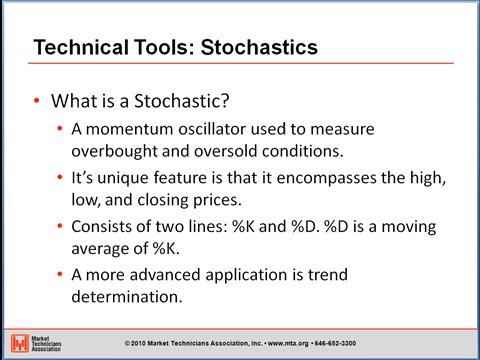 Technical Tools: Stochastics
• What is a Stochastic?
• A momentum oscillator used to measure
overbought and oversold conditions.
• It's unique feature is that it encompasses the high,
low, and closing prices.
• Consists of two lines: %K and %D. %D is a moving
average of %K.
• A more advanced application is trend
determination.
Market
Technicians
Association
© 2010 Market Technicians Association, Inc. • www.mta.org • 646-652-3300